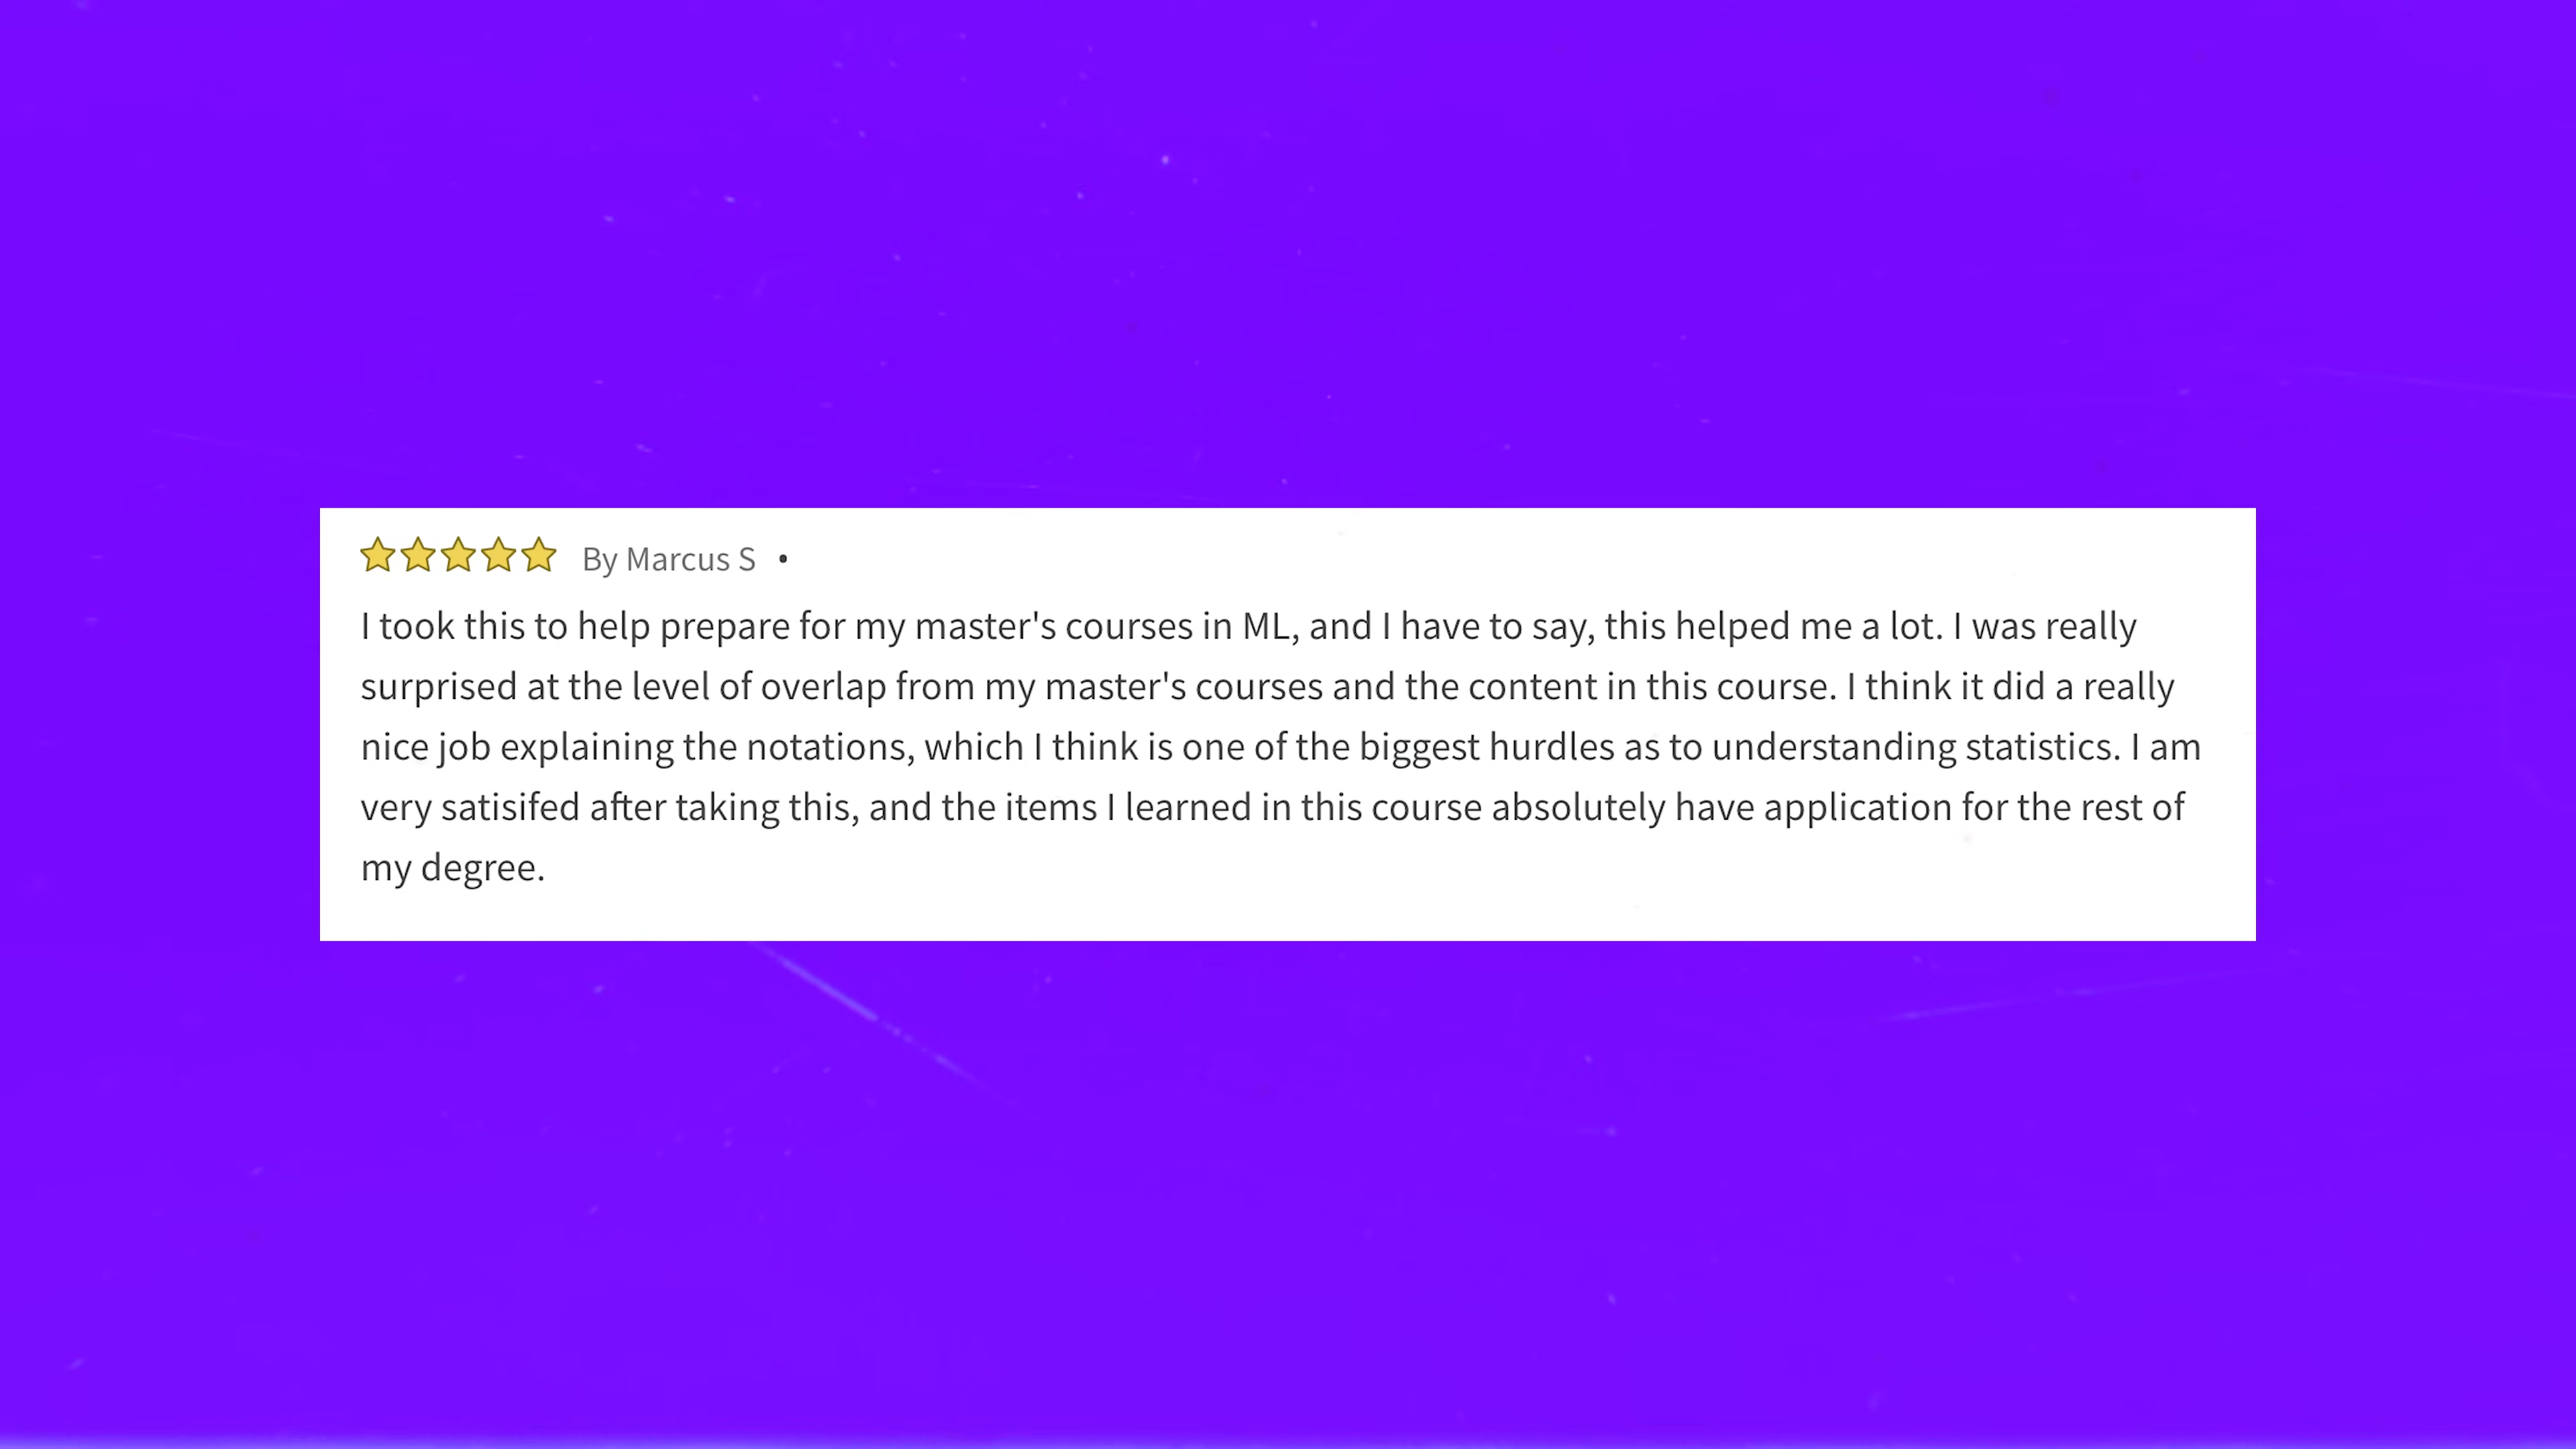 By Marcus S •
I took this to help prepare for my master's courses in ML, and I have to say, this helped me a lot. I was really
surprised at the level of overlap from my master's courses and the content in this course. I think it did a really
nice job explaining the notations, which I think is one of the biggest hurdles as to understanding statistics. I am
very satisifed after taking this, and the items I learned in this course absolutely have application for the rest of
my degree.